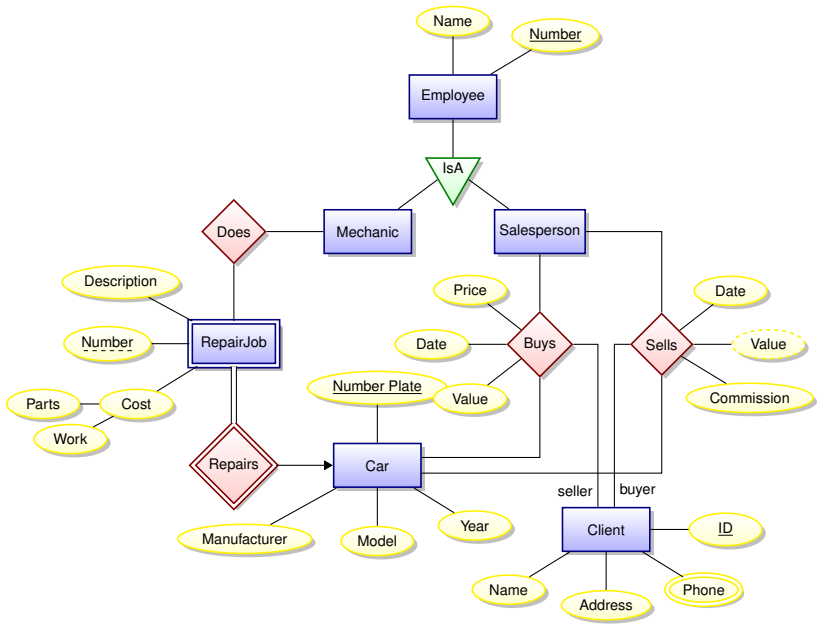 Name
Number
Employee
IsA
Does
Mechanic
Salesperson
Description
Price
Date
Number
RepairJob
Date
Buys
Sells
Value
Number Plate
Value
Commission
Parts
Cost
Work
Repairs
Car
seller
buyer
Manufacturer
Model
Year
Client
ID
Name
Address
Phone